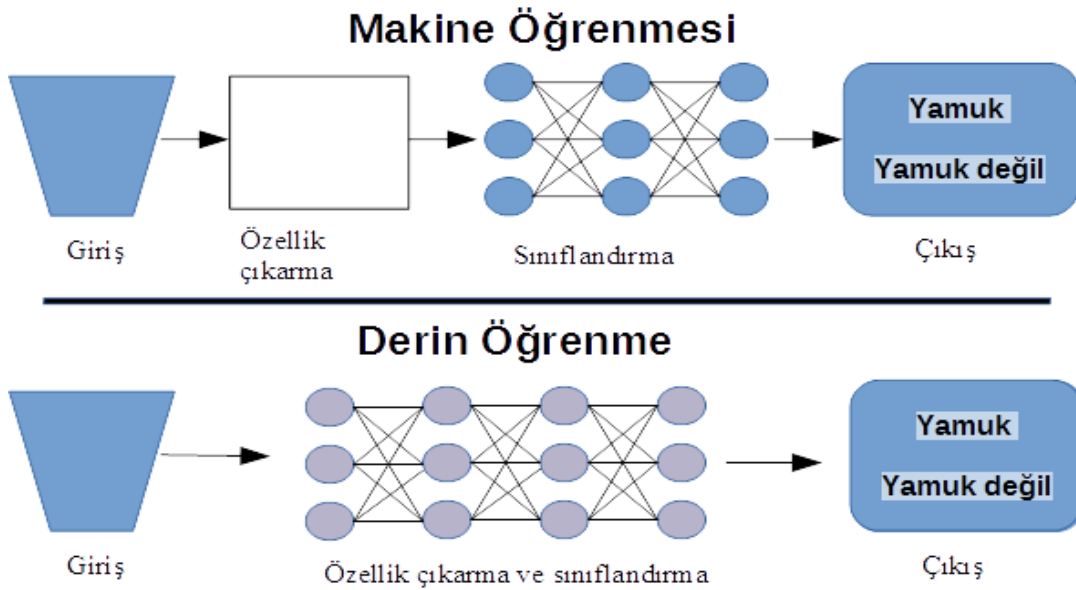 Makine Öğrenmesi
Yamuk
Yamuk değil
Giriş
Özellik
çıkarma
Sınıflandırma
Çıkış
Derin Öğrenme
Yamuk
Yamuk değil
Giriş
Özellik çıkarma ve sınıflandırma
Çıkış